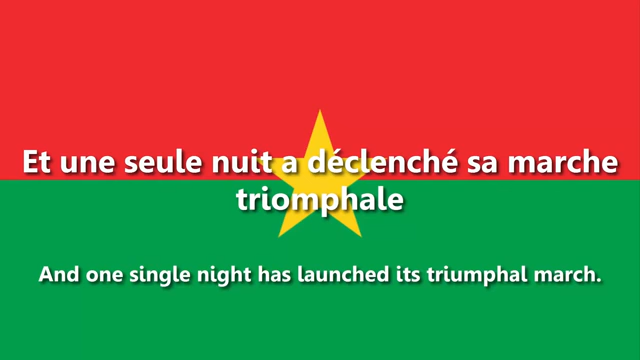 Et une seule nuit a déclenché sa marche
triomphale
And one single night has launched its triumphal march.